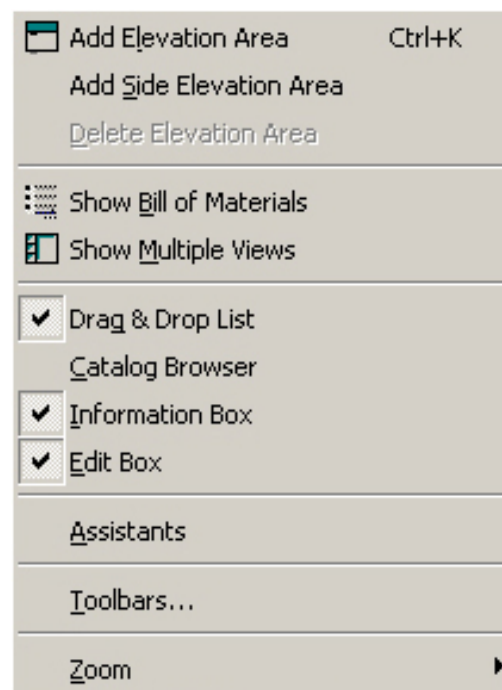 Add Elevation Area Ctrl+K
Add Side Elevation Area
Delete Elevation Area
Show Bill of Materials
Show Multiple Views
Drag & Drop List
Catalog Browser
Information Box
Edit Box
Assistants
Toolbars...
Zoom